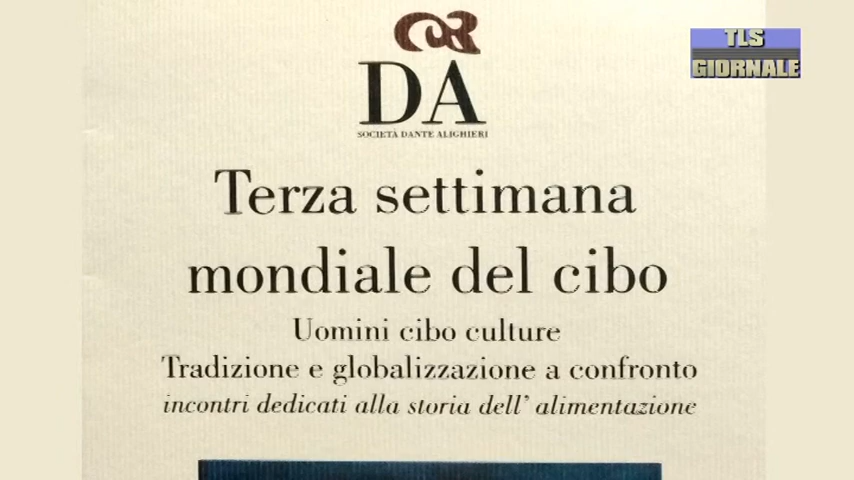 TLS
GIORNALE
DA
SOCIETÀ DANTE ALIGHIERI
Terza settimana
mondiale del cibo
Uomini cibo culture
Tradizione e globalizzazione a confronto
incontri dedicati alla storia dell' alimentazione